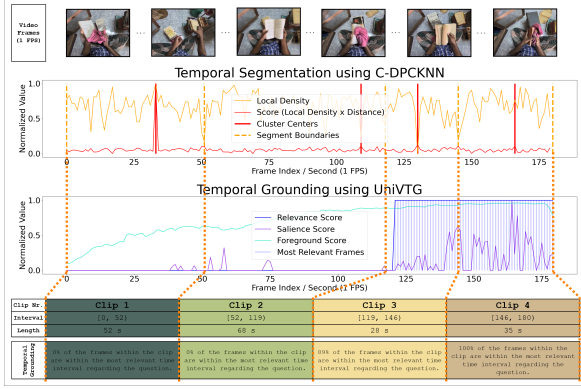 Video
Frames
(1 FPS)
... ... ... ... ...
Temporal Segmentation using C-DPCKNN
Normalized Value
1.0
0.5
0.0
Local Density
Score (Local Density x Distance)
Cluster Centers
Segment Boundaries
0 25 50 75 100 125 150 175
Frame Index / Second (1 FPS)
Temporal Grounding using UniVTG
Normalized Value
1.0
0.5
0.0
Relevance Score
Salience Score
Foreground Score
Most Relevant Frames
0 25 50 75 100 125 150 175
Frame Index / Second (1 FPS)
Clip Nr. Clip 1 Clip 2 Clip 3 Clip 4
Interval [0, 52) [52, 119) [119, 146) [146, 180)
Length 52 s 68 s 28 s 35 s
Temporal
Grounding
0% of the frames within the clip
are within the most relevant time
interval regarding the question.
0% of the frames within the clip
are within the most relevant time
interval regarding the question.
89% of the frames within the clip
are within the most relevant time
interval regarding the question.
100% of the frames within the
clip are within the most relevant
time interval regarding the
question.